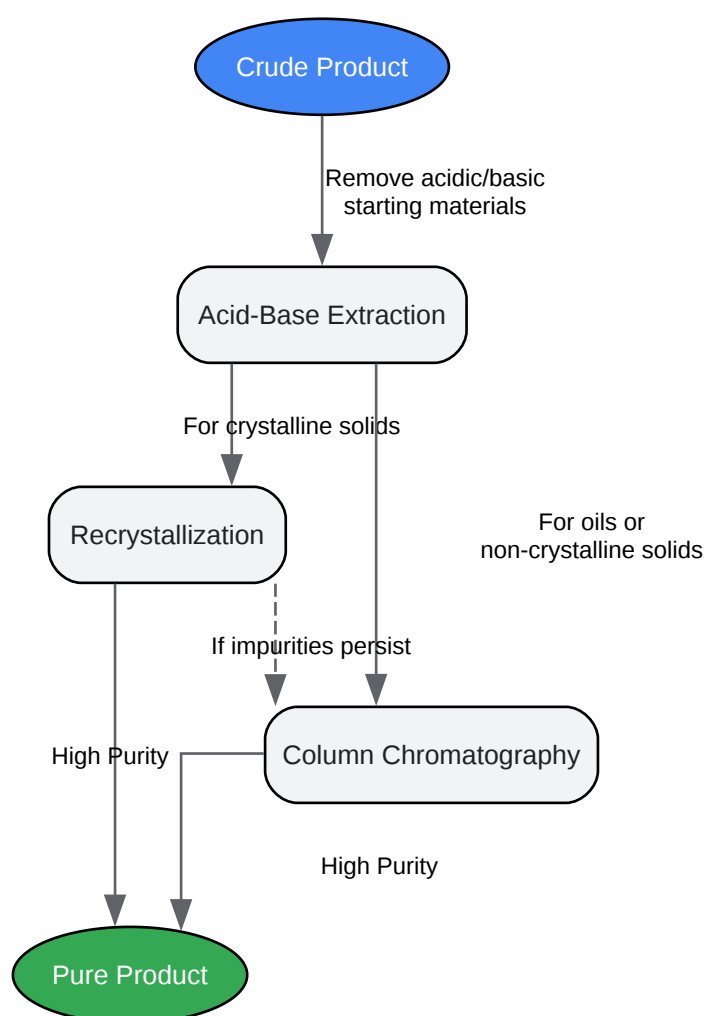 Crude Product
Remove acidic/basic
starting materials
Acid-Base Extraction
For crystalline solids
For oils or
non-crystalline solids
Recrystallization
If impurities persist
High Purity
Column Chromatography
High Purity
Pure Product